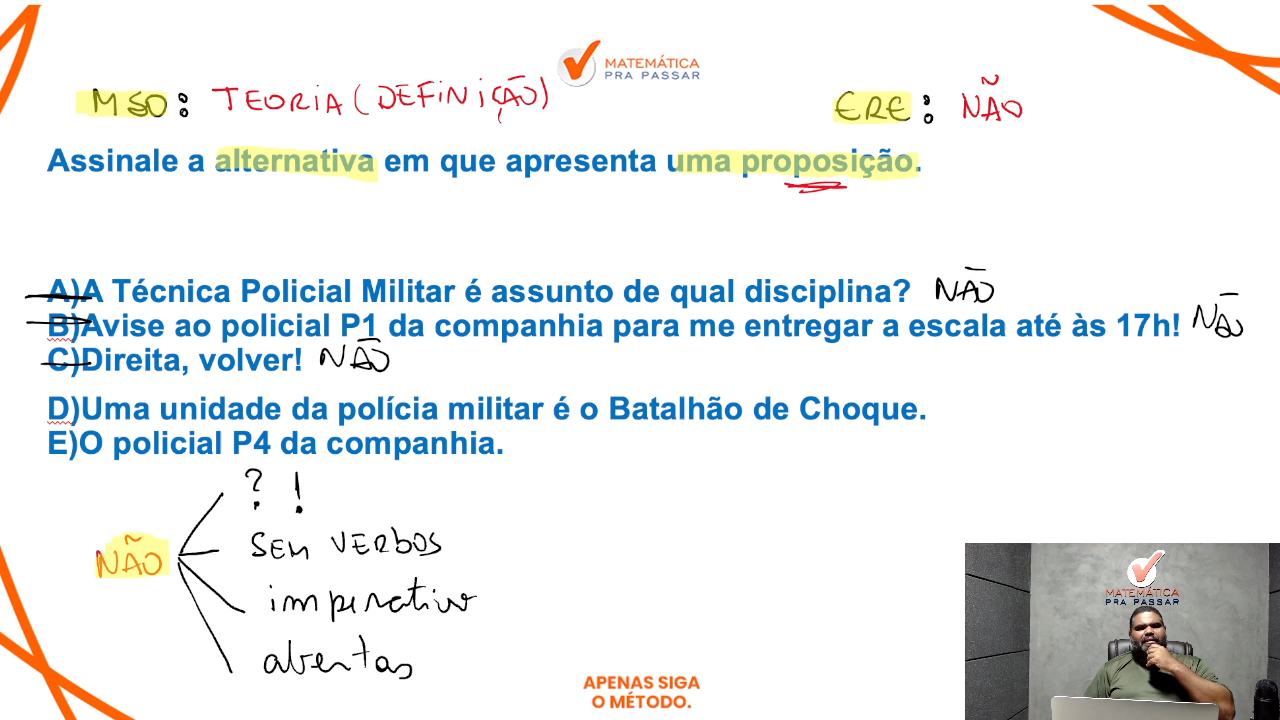 MATEMÁTICA
PRA PASSAR
MSD: TEORIA (DEFINIÇÃO)
ERE: NÃO
Assinale a alternativa em que apresenta uma proposição.
A)A Técnica Policial Militar é assunto de qual disciplina? NÃO
B)Avise ao policial P1 da companhia para me entregar a escala até às 17h! NÃO
C)Direita, volver! NÃO
D)Uma unidade da polícia militar é o Batalhão de Choque.
E)O policial P4 da companhia.
? !
NÃO
SEM VERBOS
imperativo
abertas
MATEMÁTICA
PRA PASSAR
APENAS SIGA
O MÉTODO.